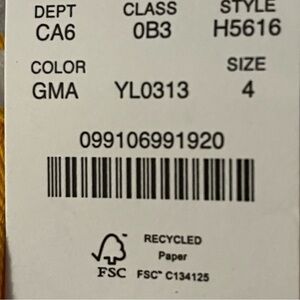 DEPT CLASS STYLE
CA6 0B3 H5616
COLOR SIZE
GMA YL0313 4
099106991920
RECYCLED
Paper
FSC FSC™ C134125